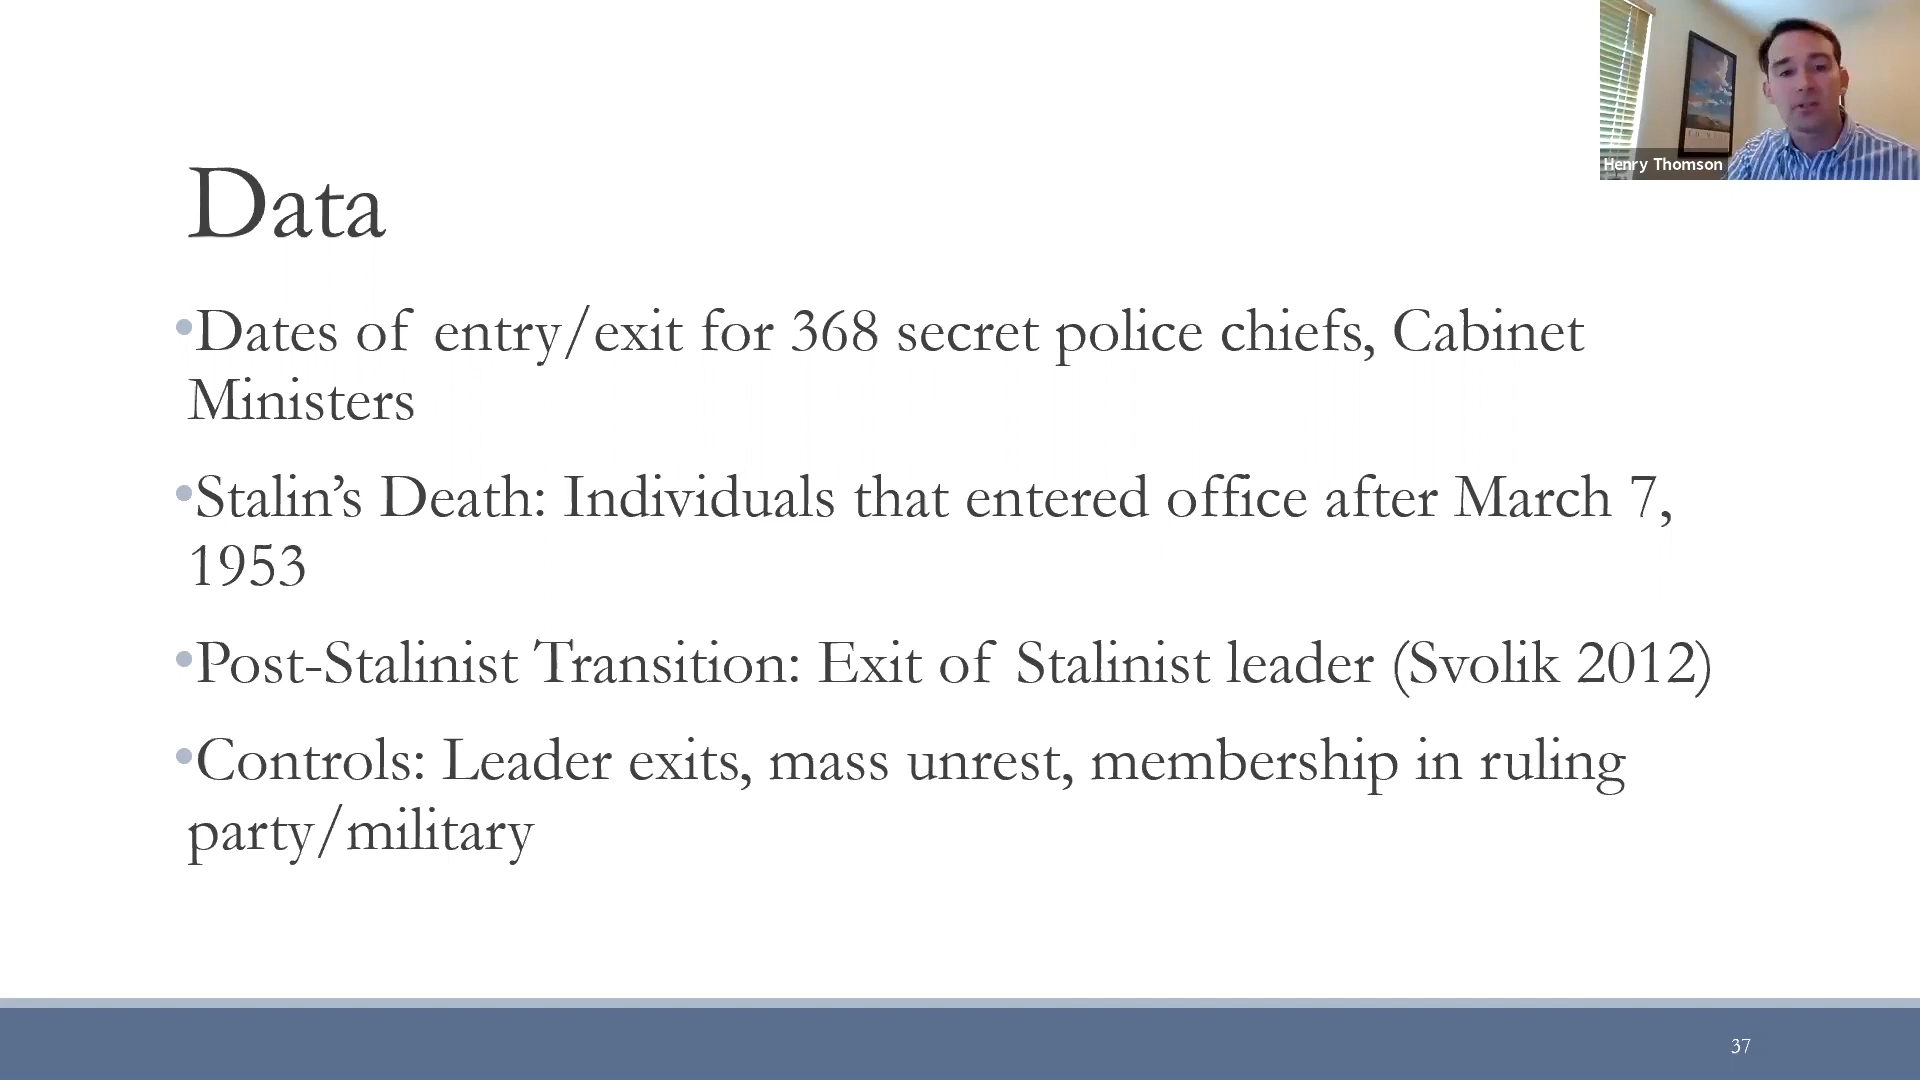 Henry Thomson
Data
•Dates of entry/exit for 368 secret police chiefs, Cabinet
Ministers
•Stalin’s Death: Individuals that entered office after March 7,
1953
•Post-Stalinist Transition: Exit of Stalinist leader (Svolik 2012)
•Controls: Leader exits, mass unrest, membership in ruling
party/military
37